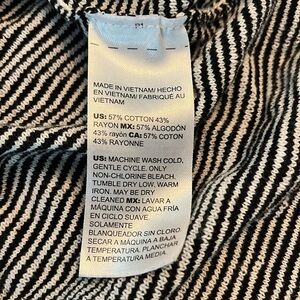 MADE IN VIETNAM/ HECHO
EN VIETNAM/ FABRIQUÉ AU
VIETNAM
US: 57% COTTON 43%
RAYON MX: 57% ALGODÓN
43% rayón CA: 57% COTON
43% RAYONNE
US: MACHINE WASH COLD,
GENTLE CYCLE. ONLY
NON-CHLORINE BLEACH.
TUMBLE DRY LOW, WARM
IRON. MAY BE DRY
CLEANED MX: LAVAR A
MÁQUINA CON AGUA FRÍA
EN CICLO SUAVE.
SOLAMENTE
BLANQUEADOR SIN CLORO.
SECAR A MÁQUINA A BAJA
TEMPERATURA. PLANCHAR
A TEMPERATURA MEDIA.